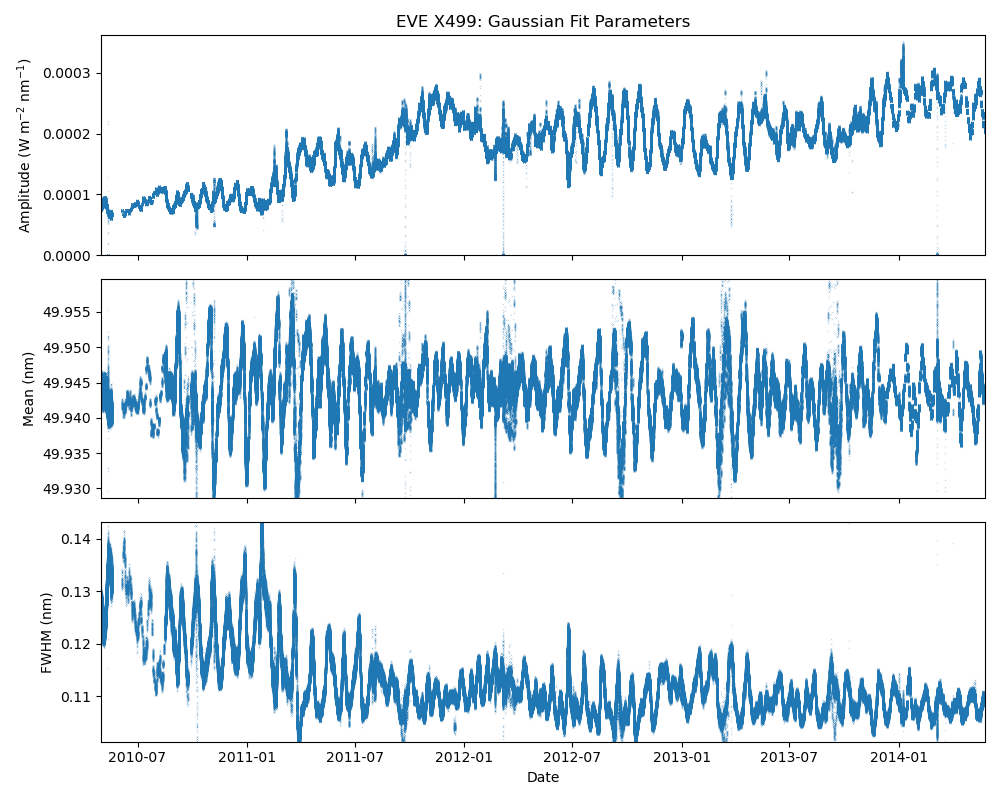 EVE X499: Gaussian Fit Parameters
Amplitude (W m⁻² nm⁻¹)
0.0003
0.0002
0.0001
0.0000
Mean (nm)
49.955
49.950
49.945
49.940
49.935
49.930
FWHM (nm)
0.14
0.13
0.12
0.11
2010-07 2011-01 2011-07 2012-01 2012-07 2013-01 2013-07 2014-01
Date